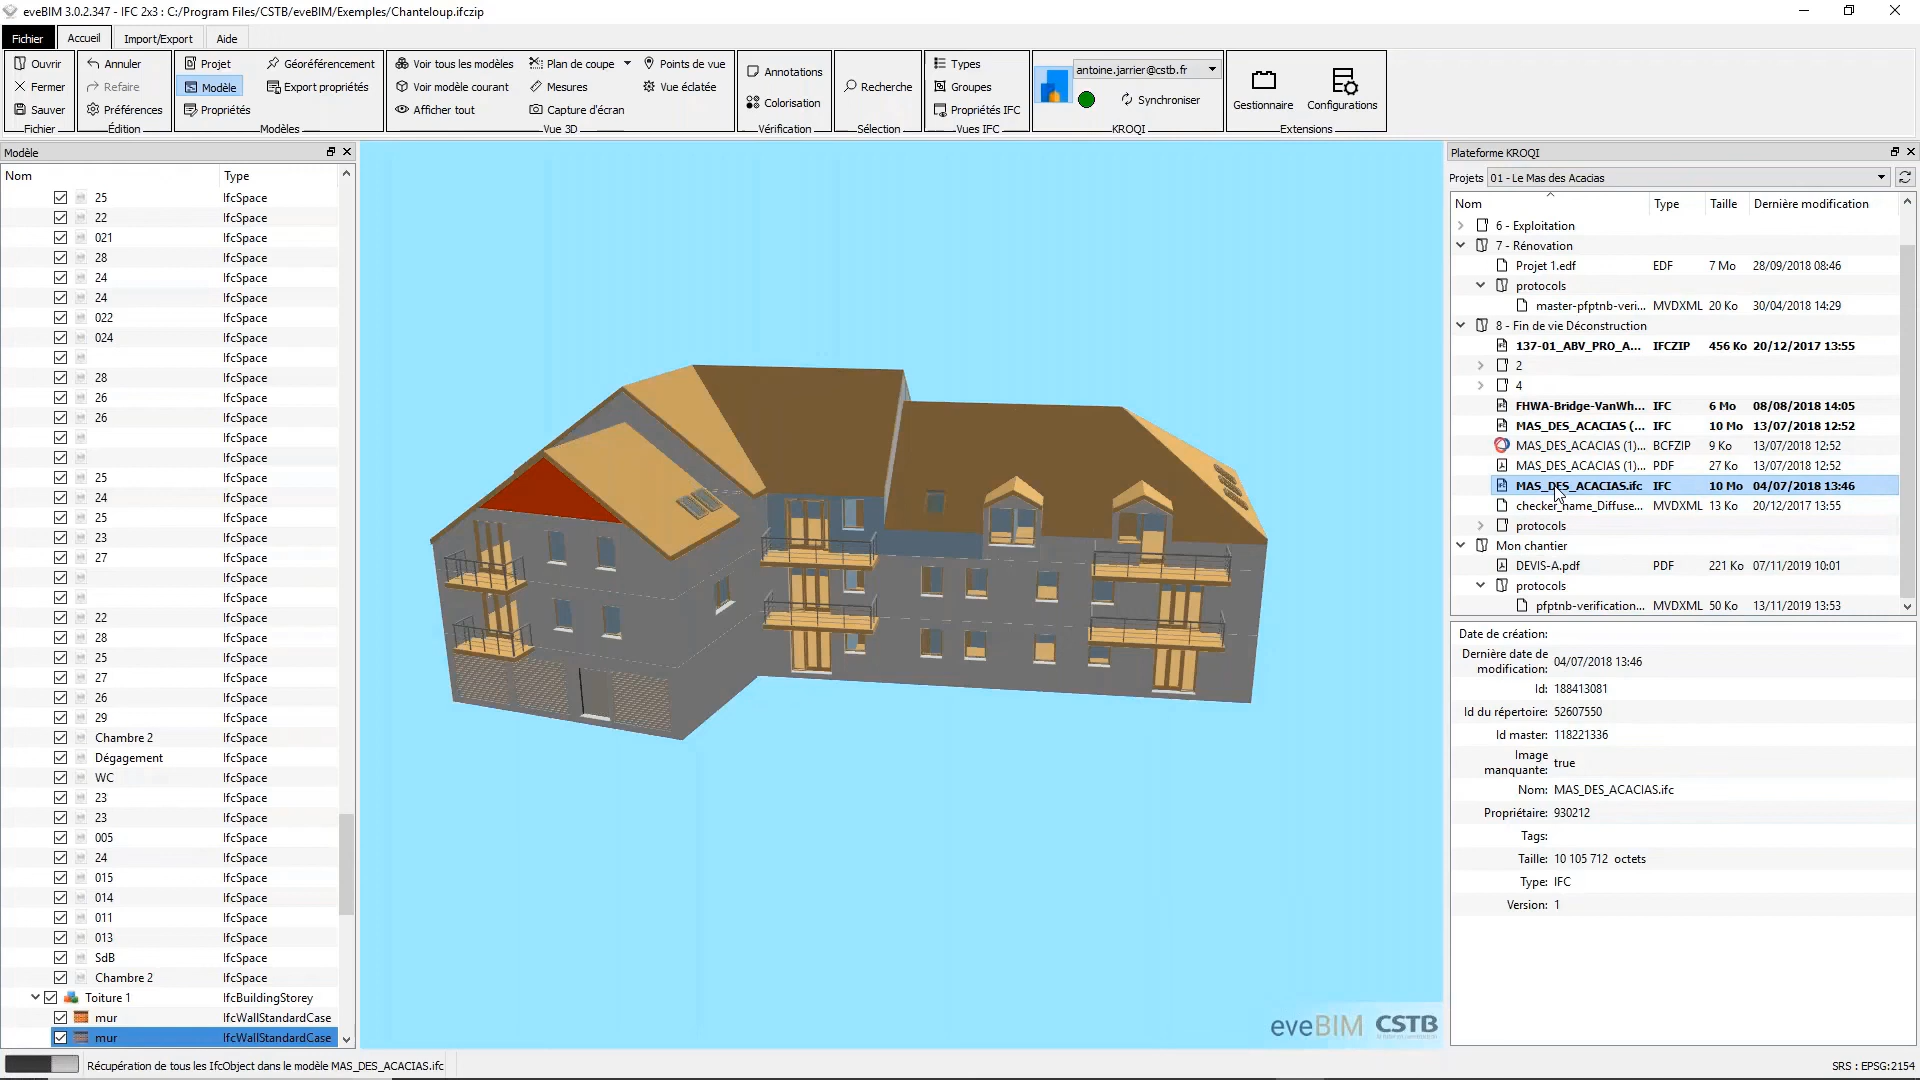 eveBIM 3.0.2.347 - IFC 2x3 : C:/Program Files/CSTB/eveBIM/Exemples/Chanteloup.ifczip
Fichier Accueil Import/Export Aide
Ouvrir Annuler Projet Géoréférencement Voir tous les modèles Plan de coupe Points de vue Annotations Recherche Types antoine.jarrier@cstb.fr Gestionnaire Configurations
Fermer Refaire Modèle Export propriétés Voir modèle courant Mesures Vue éclatée Colorisation Groupes Synchroniser
Sauver Préférences Propriétés Afficher tout Capture d'écran Propriétés IFC
Fichier Édition Modèles Vue 3D Vérification Sélection Vues IFC KROQI Extensions
Modèle
Nom Type
25 IfcSpace
22 IfcSpace
021 IfcSpace
28 IfcSpace
24 IfcSpace
24 IfcSpace
022 IfcSpace
024 IfcSpace
IfcSpace
28 IfcSpace
26 IfcSpace
26 IfcSpace
IfcSpace
IfcSpace
25 IfcSpace
24 IfcSpace
25 IfcSpace
23 IfcSpace
27 IfcSpace
IfcSpace
IfcSpace
22 IfcSpace
28 IfcSpace
25 IfcSpace
27 IfcSpace
26 IfcSpace
29 IfcSpace
Chambre 2 IfcSpace
Dégagement IfcSpace
WC IfcSpace
23 IfcSpace
23 IfcSpace
005 IfcSpace
24 IfcSpace
015 IfcSpace
014 IfcSpace
011 IfcSpace
013 IfcSpace
SdB IfcSpace
Chambre 2 IfcSpace
Toiture 1 IfcBuildingStorey
mur IfcWallStandardCase
mur IfcWallStandardCase
eveBIM CSTB
Plateforme KROQI
Projets 01 - Le Mas des Acacias
Nom Type Taille Dernière modification
6 - Exploitation
7 - Rénovation
Projet 1.edf EDF 7 Mo 28/09/2018 08:46
protocols
master-pfptnb-veri... MVDXML 20 Ko 30/04/2018 14:29
8 - Fin de vie Déconstruction
137-01_ABV_PRO_A... IFCZIP 456 Ko 20/12/2017 13:55
2
4
FHWA-Bridge-VanWh... IFC 6 Mo 08/08/2018 14:05
MAS_DES_ACACIAS (... IFC 10 Mo 13/07/2018 12:52
MAS_DES_ACACIAS (1)... BCFZIP 9 Ko 13/07/2018 12:52
MAS_DES_ACACIAS (1)... PDF 27 Ko 13/07/2018 12:52
MAS_DES_ACACIAS.ifc IFC 10 Mo 04/07/2018 13:46
checker_name_Diffuse... MVDXML 13 Ko 20/12/2017 13:55
protocols
Mon chantier
DEVIS-A.pdf PDF 221 Ko 07/11/2019 10:01
protocols
pfptnb-verification... MVDXML 50 Ko 13/11/2019 13:53
Date de création:
Dernière date de modification: 04/07/2018 13:46
Id: 188413081
Id du répertoire: 52607550
Id master: 118221336
Image manquante: true
Nom: MAS_DES_ACACIAS.ifc
Propriétaire: 930212
Tags:
Taille: 10 105 712 octets
Type: IFC
Version: 1
Récupération de tous les IfcObject dans le modèle MAS_DES_ACACIAS.ifc
SRS : EPSG:2154